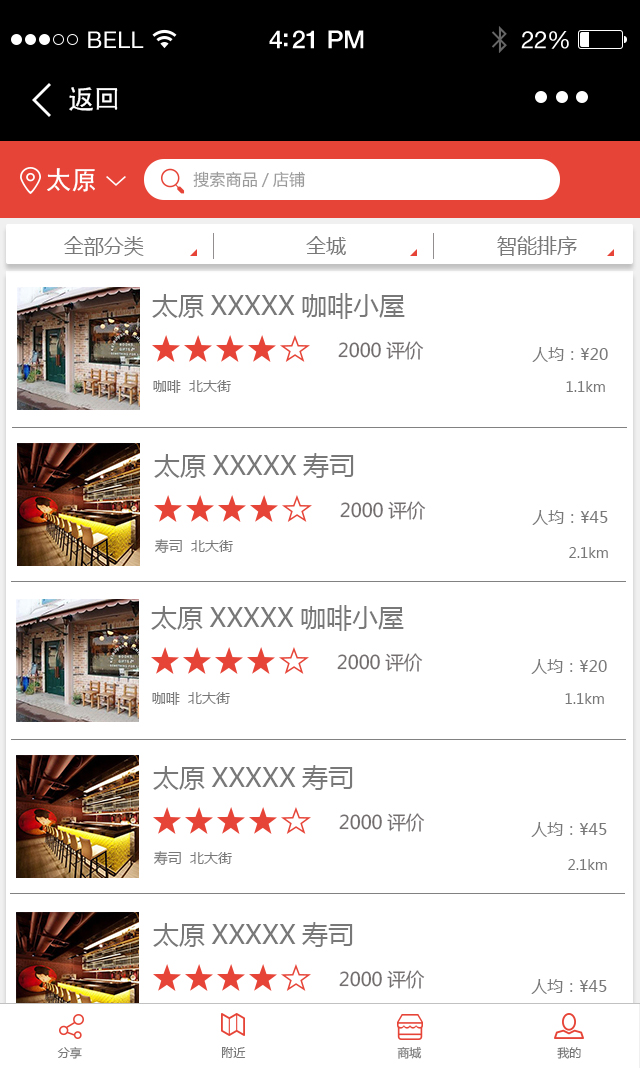 BELL 4:21 PM 22%
返回
太原 搜索商品 / 店铺
全部分类 全城 智能排序
太原 XXXXX 咖啡小屋
2000 评价 人均：¥20
咖啡 北大街 1.1km
太原 XXXXX 寿司
2000 评价 人均：¥45
寿司 北大街 2.1km
太原 XXXXX 咖啡小屋
2000 评价 人均：¥20
咖啡 北大街 1.1km
太原 XXXXX 寿司
2000 评价 人均：¥45
寿司 北大街 2.1km
太原 XXXXX 寿司
2000 评价 人均：¥45
分享 附近 商城 我的